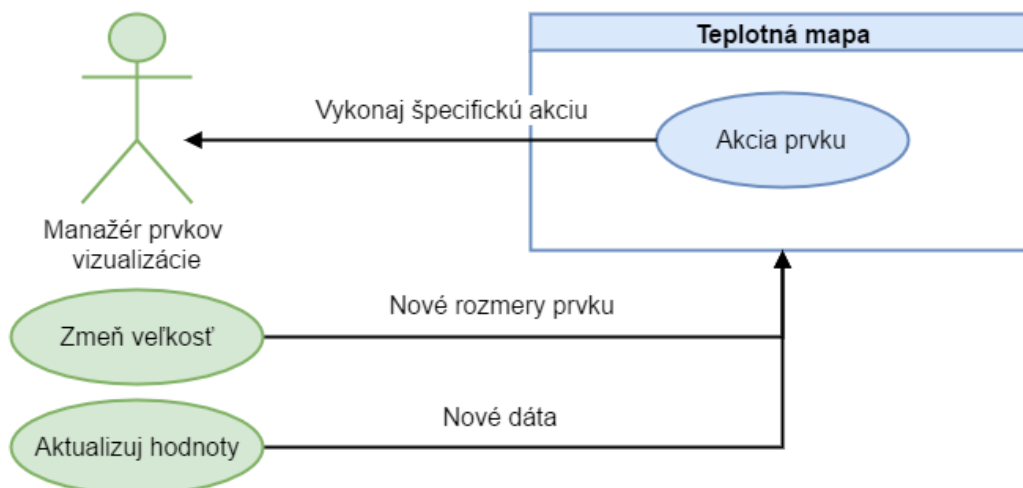 Teplotná mapa
Vykonaj špecifickú akciu
Akcia prvku
Manažér prvkov
vizualizácie
Nové rozmery prvku
Zmeň veľkosť
Nové dáta
Aktualizuj hodnoty